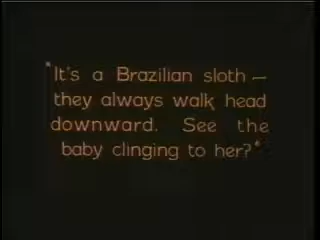 "It's a Brazilian sloth —
they always walk head
downward. See the
baby clinging to her?"